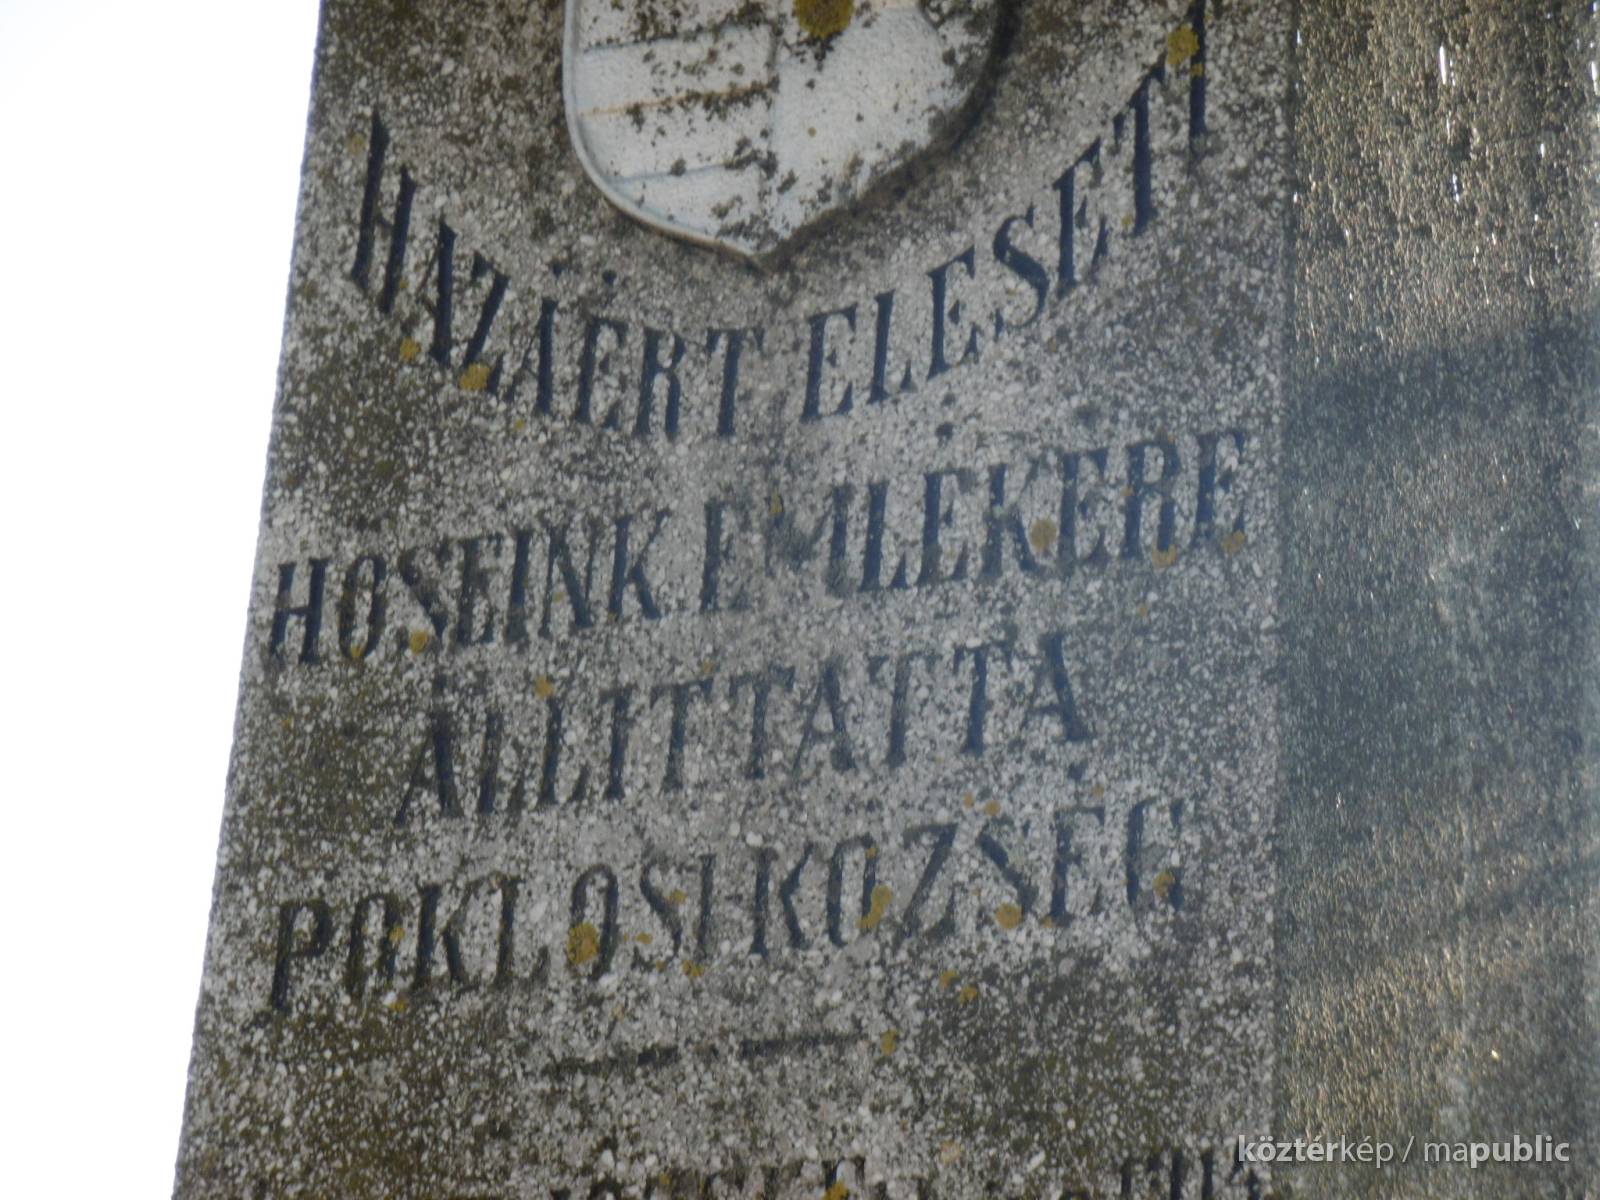 HAZÁÉRT ELESETT
HŐSEINK EMLÉKÉRE
ÁLLITTATTA
POKLOSI KÖZSÉG
köztérkép / mapublic